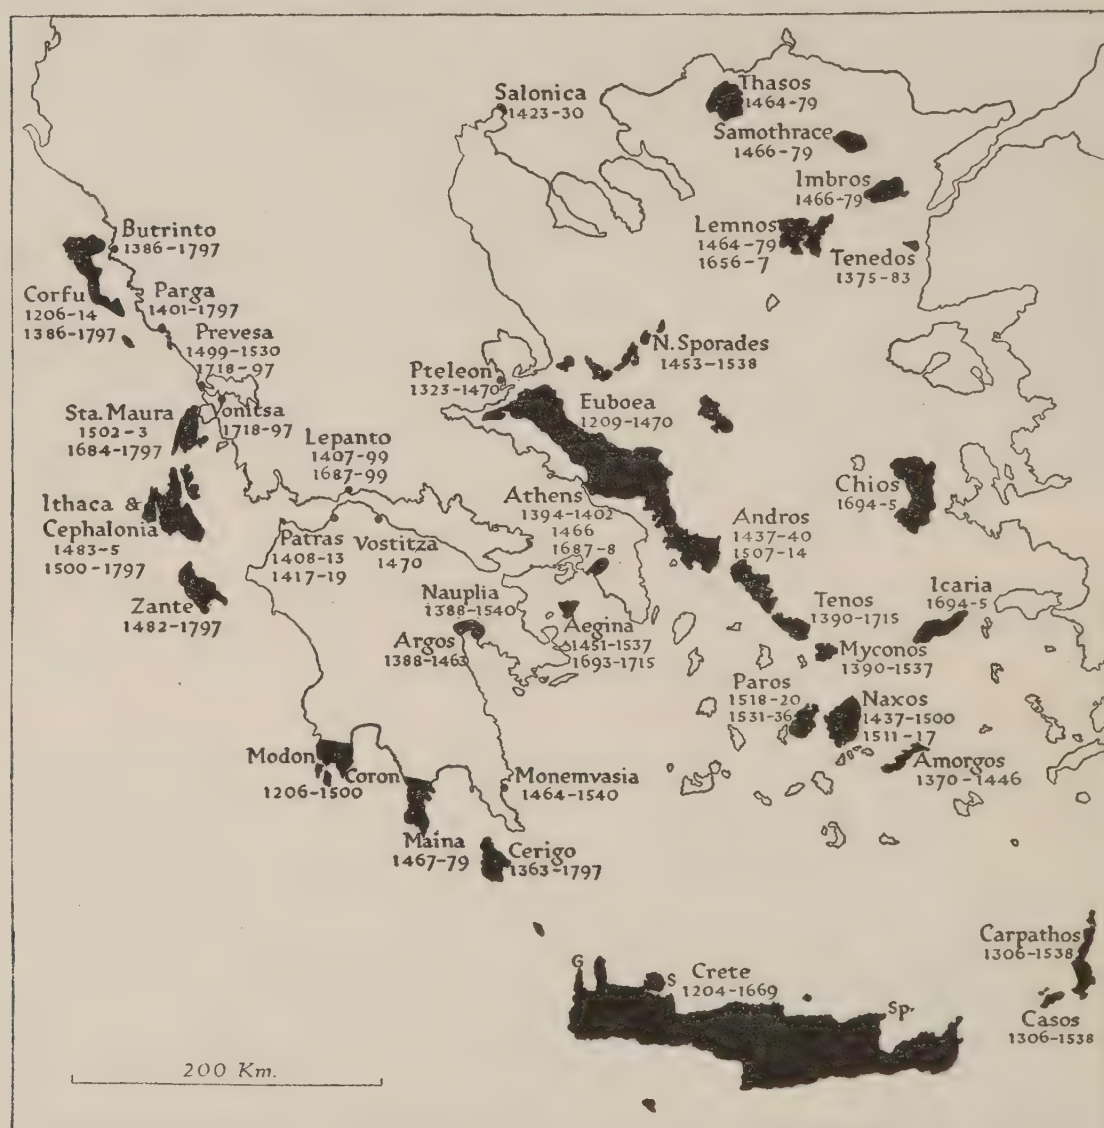 Thasos
1464-79
Salonica
1423-30
Samothrace
1466-79
Imbros
1466-79
Lemnos
1464-79
1656-7
Tenedos
1375-83
Butrinto
1386-1797
Corfu
1206-14
1386-1797
Parga
1401-1797
Prevesa
1499-1530
1718-97
N. Sporades
1453-1538
Pteleon
1323-1470
Euboea
1209-1470
Sta. Maura
1502-3
1684-1797
Vonitsa
1718-97
Lepanto
1407-99
1687-99
Ithaca &
Cephalonia
1483-5
1500-1797
Chios
1694-5
Athens
1394-1402
1466
1687-8
Andros
1437-40
1507-14
Patras
1408-13
1417-19
Vostitza
1470
Zante
1482-1797
Nauplia
1388-1540
Argos
1388-1463
Aegina
1451-1537
1693-1715
Tenos
1390-1715
Icaria
1694-5
Myconos
1390-1537
Paros
1518-20
1531-36
Naxos
1437-1500
1511-17
Amorgos
1370-1446
Modon
Coron
1206-1500
Monemvasia
1464-1540
Maina
1467-79
Cerigo
1363-1797
Carpathos
1306-1538
G
S
Crete
1204-1669
Sp.
Casos
1306-1538
200 Km.